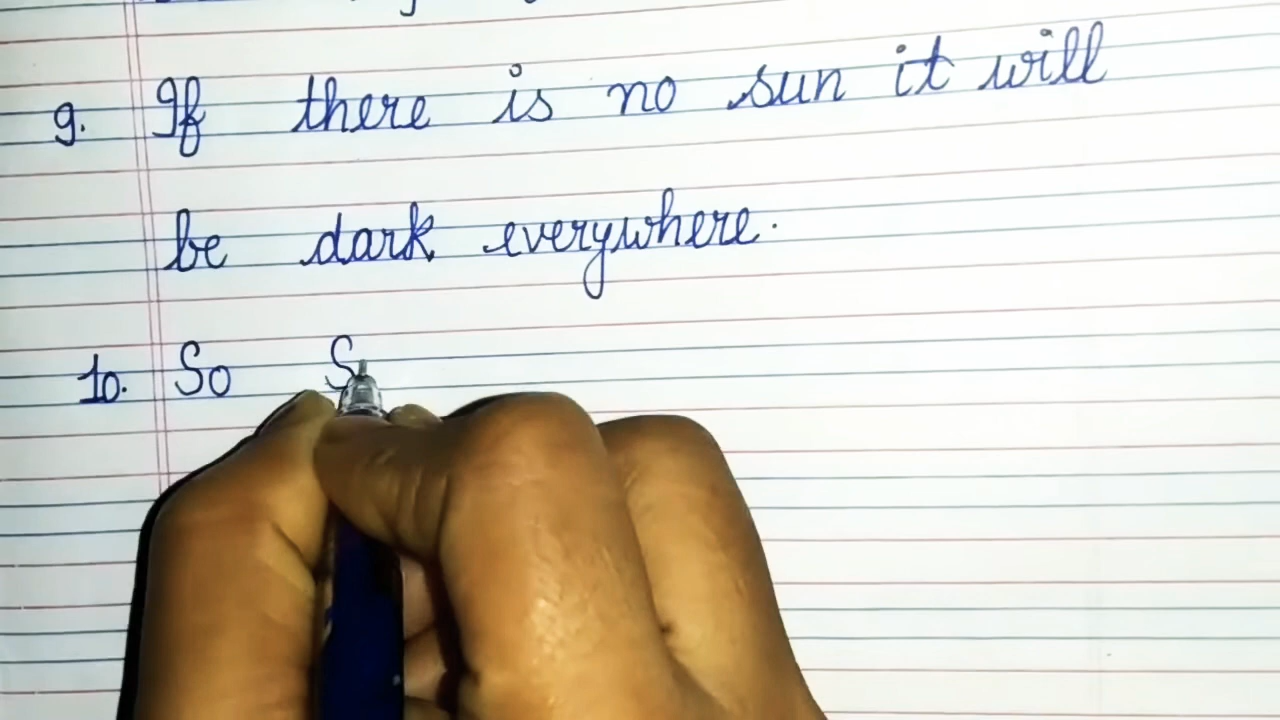 9. If there is no sun it will
be dark everywhere.
10. So S